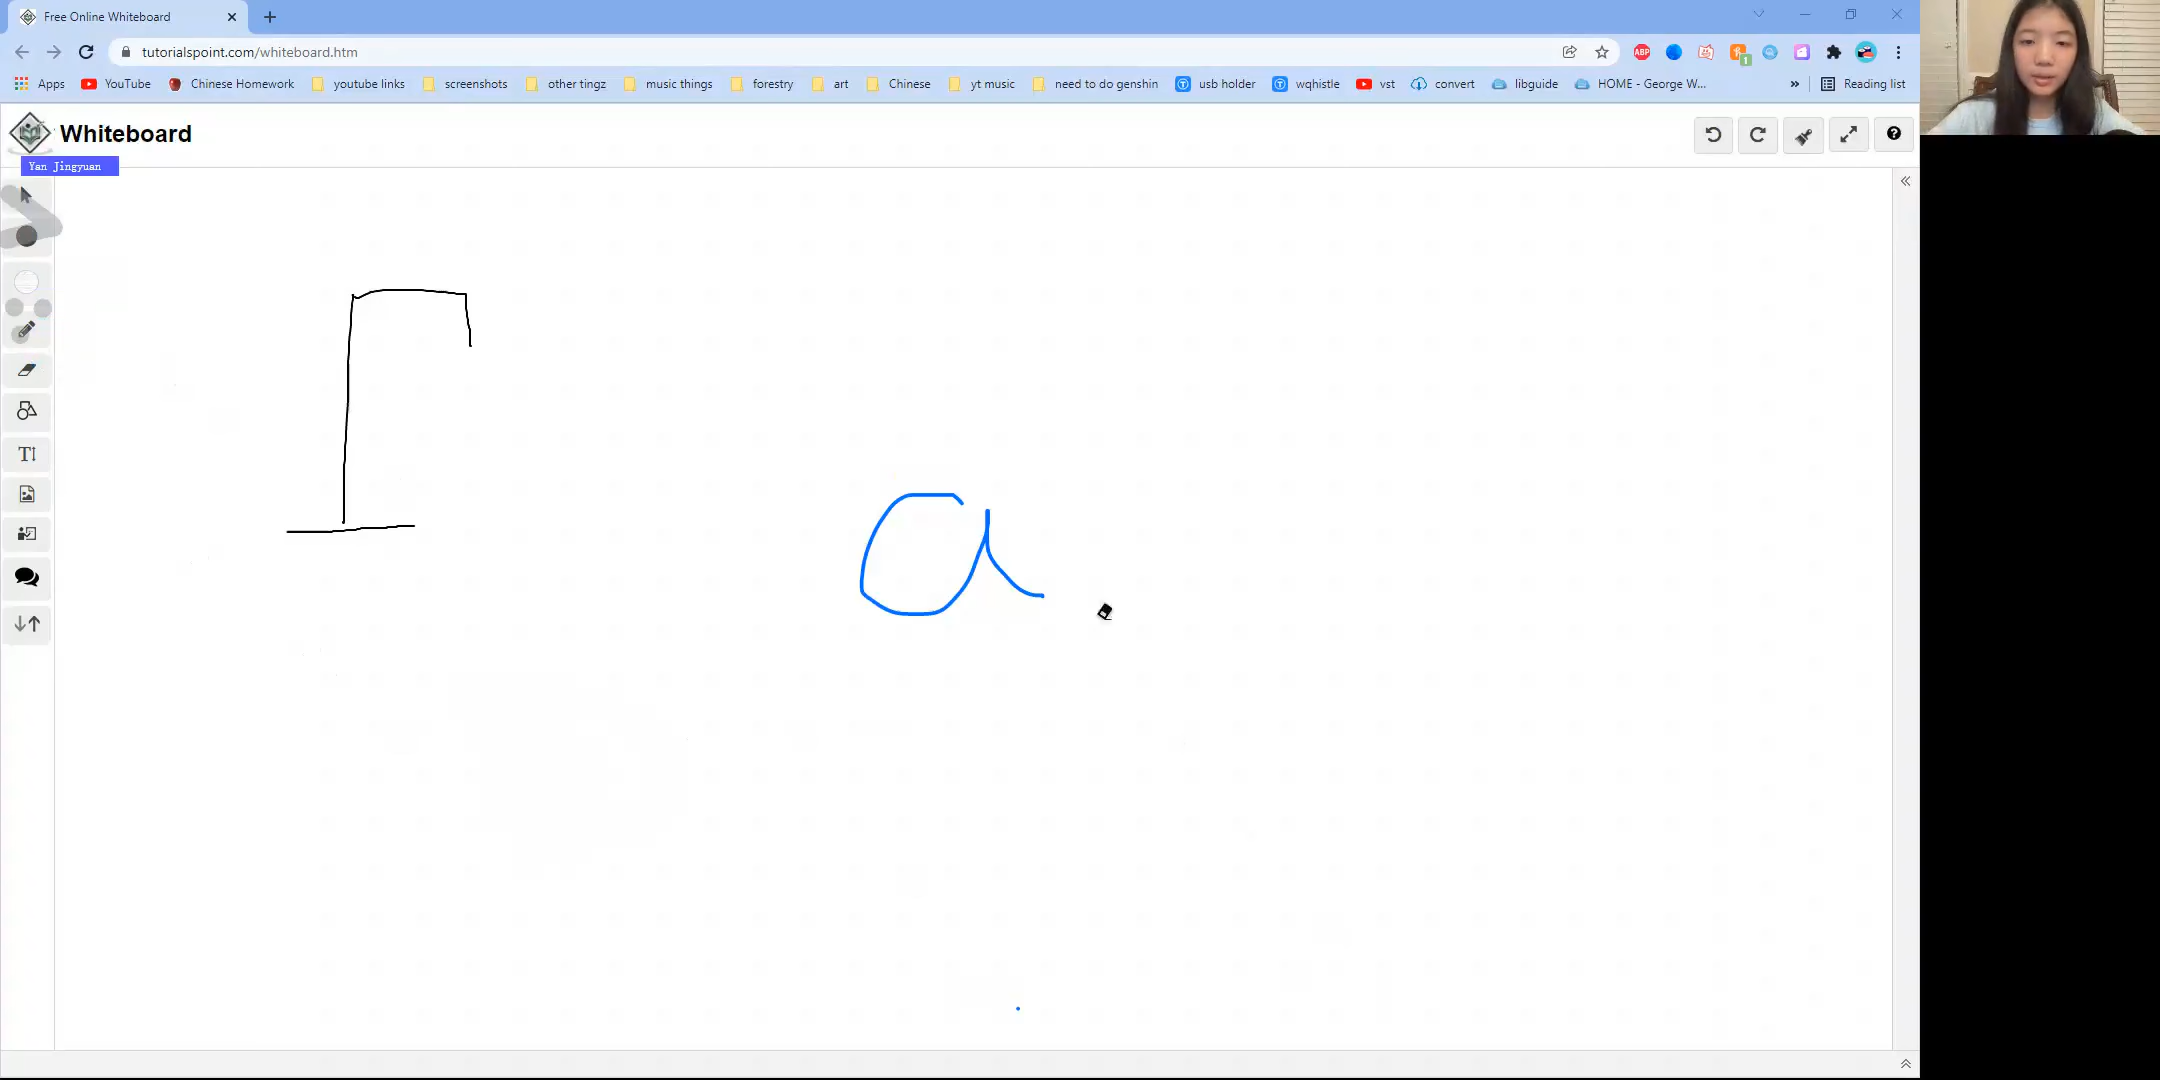 Free Online Whiteboard
tutorialspoint.com/whiteboard.htm
ABP
1
Apps YouTube Chinese Homework youtube links screenshots other tingz music things forestry art Chinese yt music need to do genshin usb holder wqhistle vst convert libguide HOME - George W... » Reading list
Whiteboard
Yan Jingyuan
a